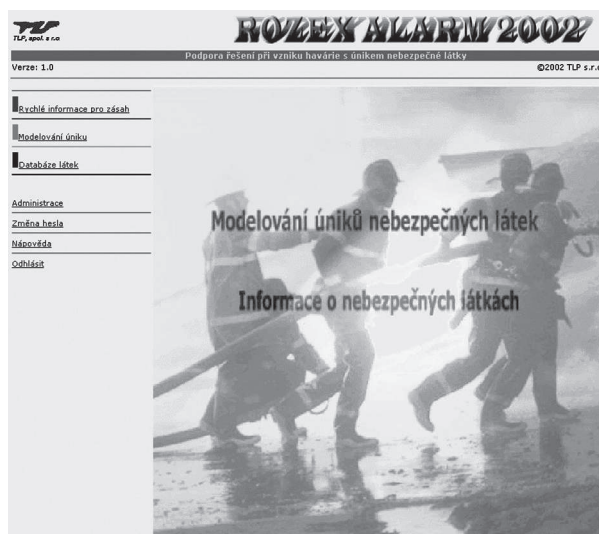 TLP, spol. s r.o
ROZEX ALARM 2002
Podpora řešení při vzniku havárie s únikem nebezpečné látky
Verze: 1.0
©2002 TLP s.r.o
Rychlé informace pro zásah
Modelování úniku
Databáze látek
Administrace
Změna hesla
Nápověda
Odhlásit
Modelování úniků nebezpečných látek
Informace o nebezpečných látkách